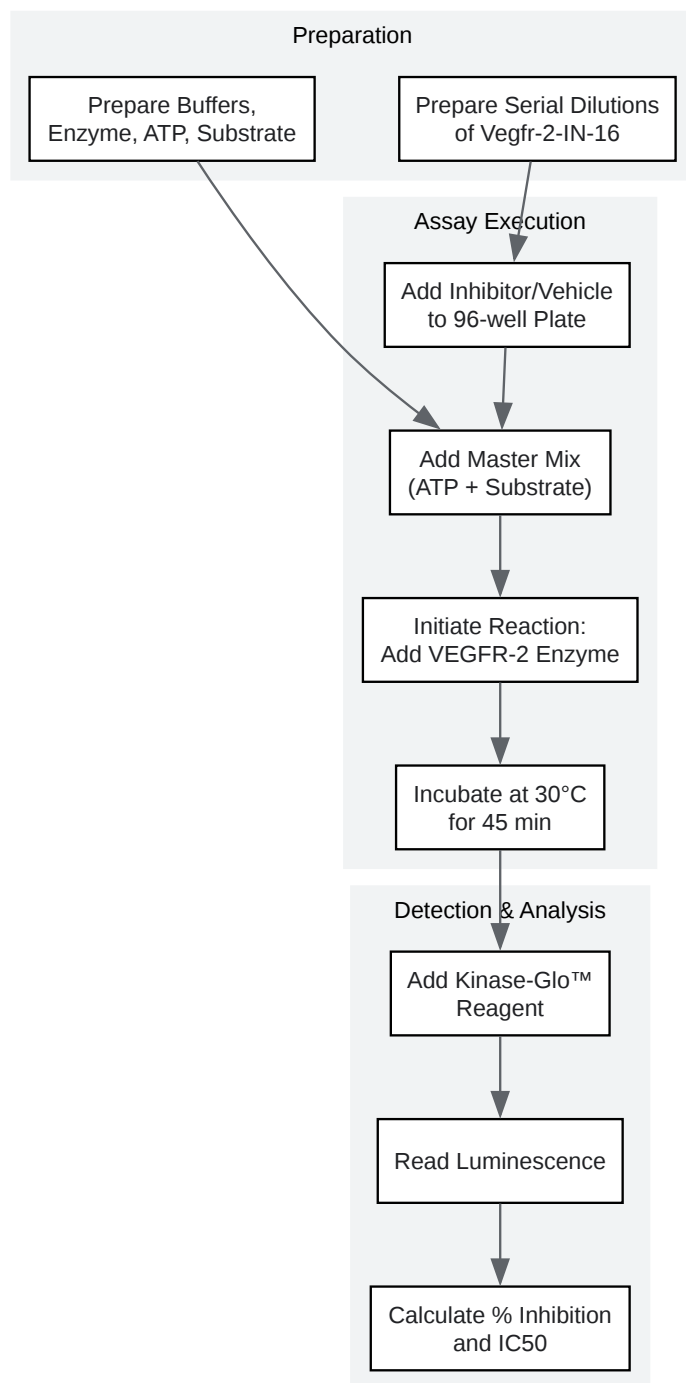 Preparation
Prepare Buffers,
Enzyme, ATP, Substrate
Prepare Serial Dilutions
of Vegfr-2-IN-16
Assay Execution
Add Inhibitor/Vehicle
to 96-well Plate
Add Master Mix
(ATP + Substrate)
Initiate Reaction:
Add VEGFR-2 Enzyme
Incubate at 30°C
for 45 min
Detection & Analysis
Add Kinase-Glo™
Reagent
Read Luminescence
Calculate % Inhibition
and IC50